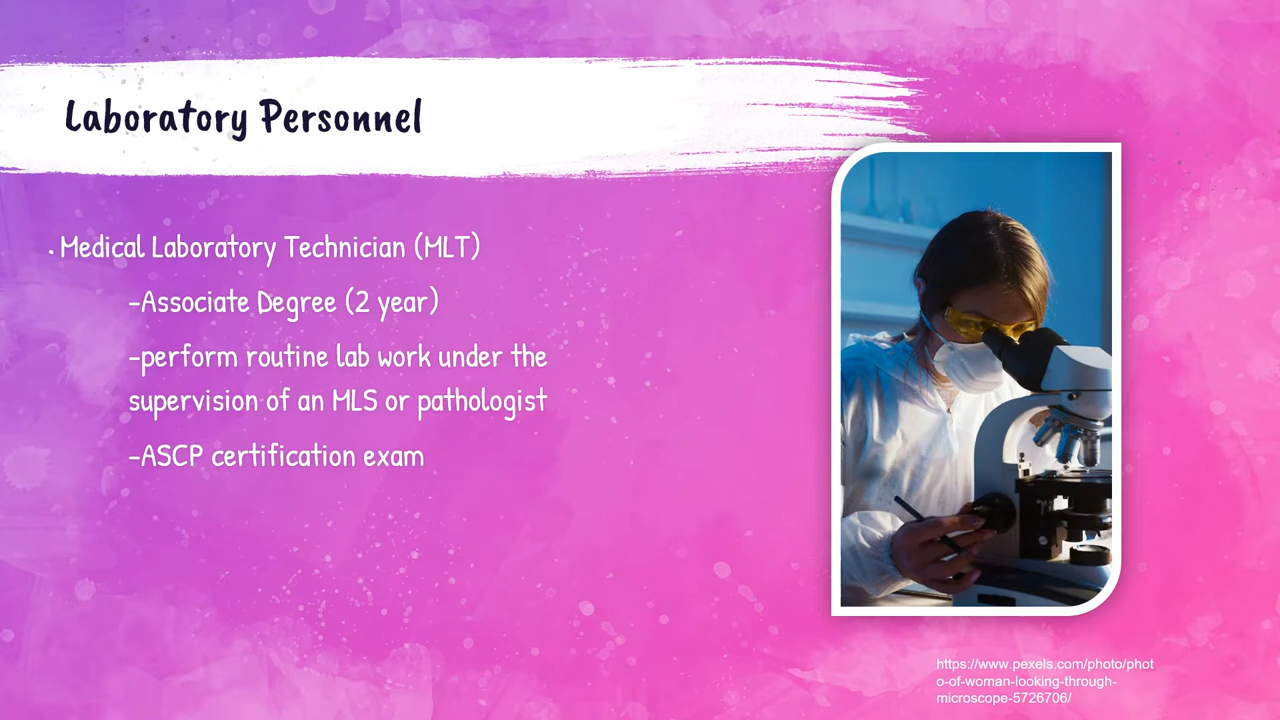 Laboratory Personnel
• Medical Laboratory Technician (MLT)
-Associate Degree (2 year)
-perform routine lab work under the
supervision of an MLS or pathologist
-ASCP certification exam
https://www.pexels.com/photo/phot
o-of-woman-looking-through-
microscope-5726706/